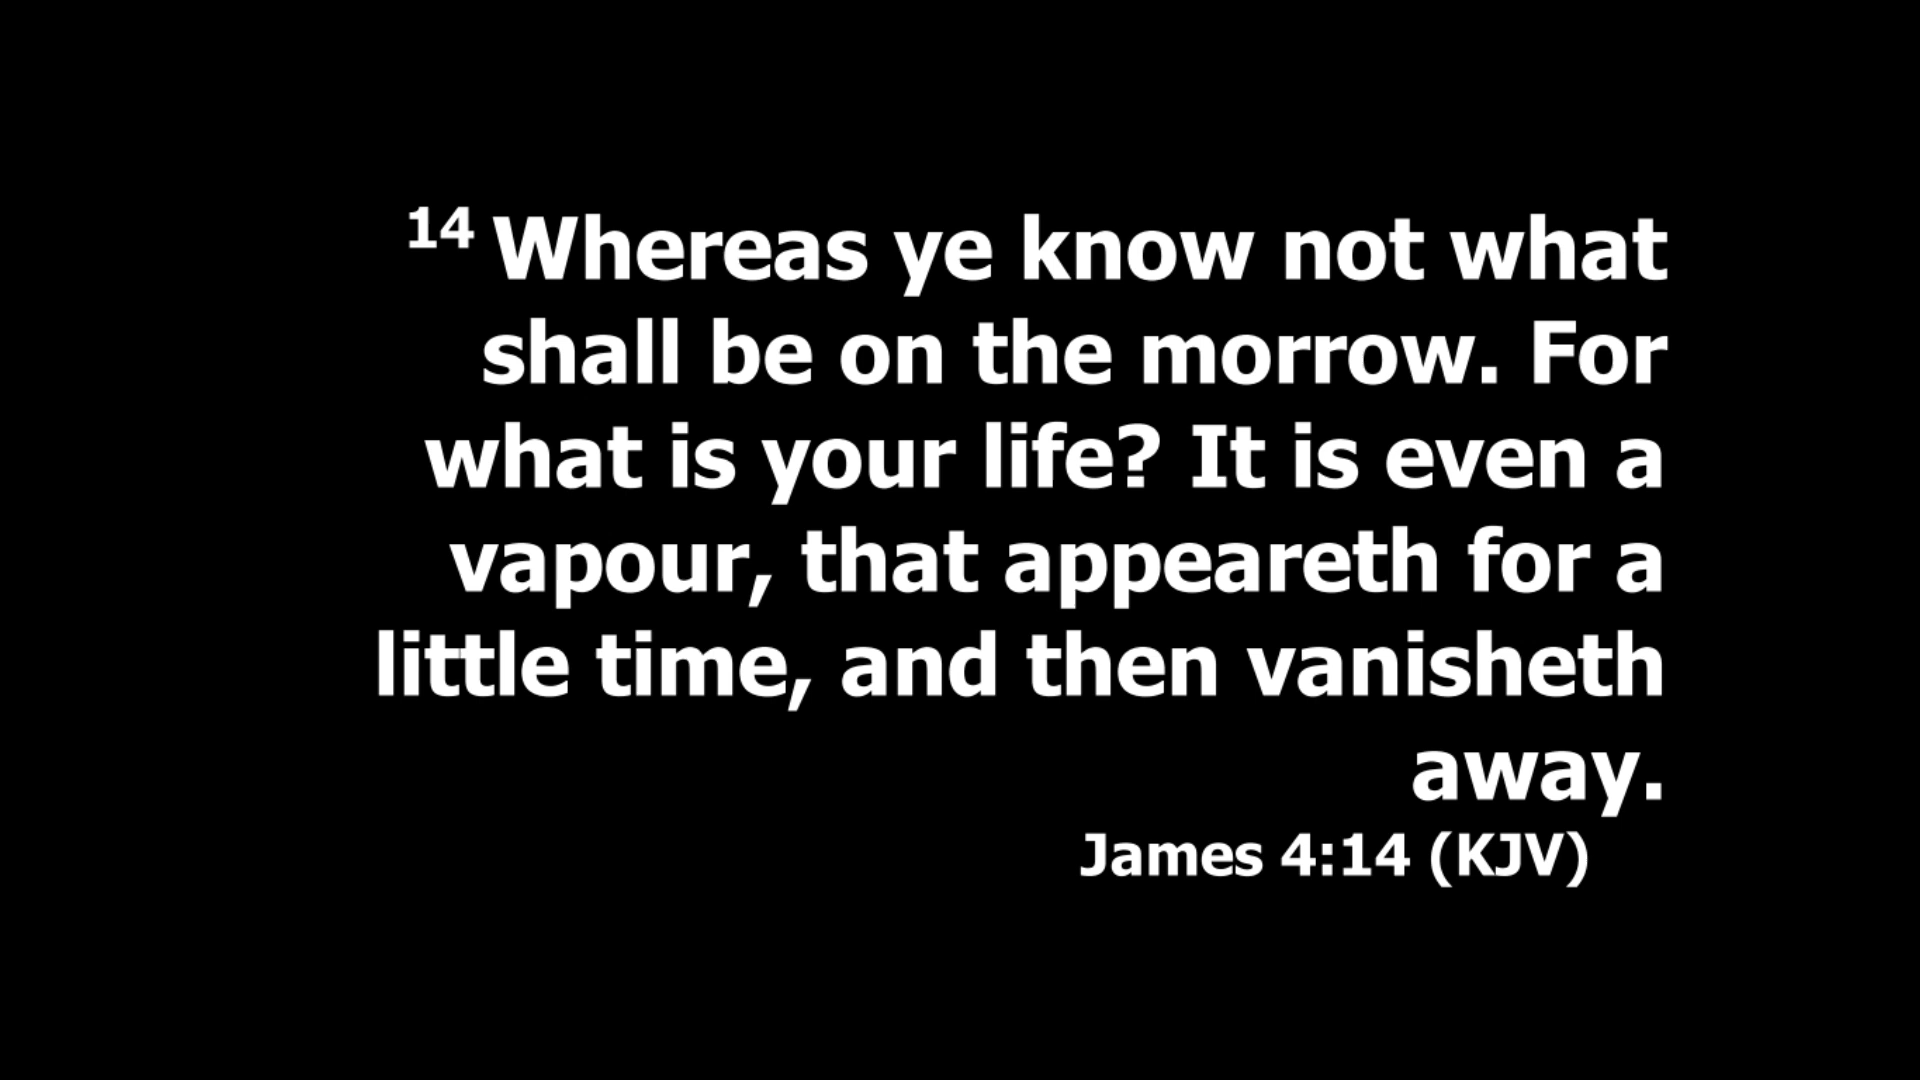 14 Whereas ye know not what
shall be on the morrow. For
what is your life? It is even a
vapour, that appeareth for a
little time, and then vanisheth
away.
James 4:14 (KJV)